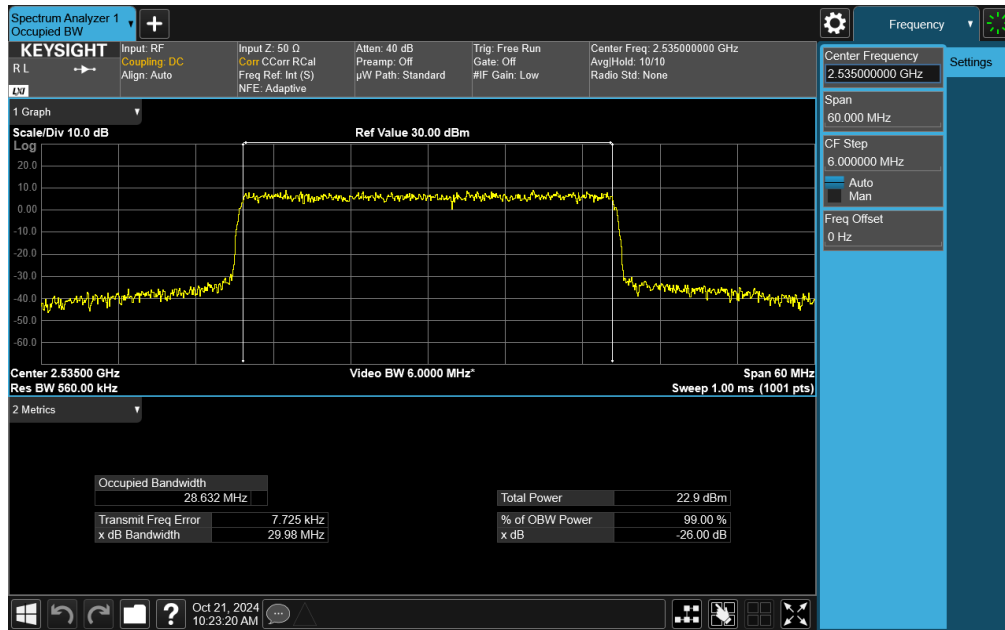 Spectrum Analyzer 1
Occupied BW
Frequency
KEYSIGHT
R L
LXI
Input: RF
Coupling: DC
Align: Auto
Input Z: 50 Ω
Corr CCorr RCal
Freq Ref: Int (S)
NFE: Adaptive
Atten: 40 dB
Preamp: Off
µW Path: Standard
Trig: Free Run
Gate: Off
#IF Gain: Low
Center Freq: 2.535000000 GHz
Avg|Hold: 10/10
Radio Std: None
Center Frequency
2.535000000 GHz
Settings
Span
60.000 MHz
CF Step
6.000000 MHz
Auto
Man
Freq Offset
0 Hz
1 Graph
Scale/Div 10.0 dB
Ref Value 30.00 dBm
Log
20.0
10.0
0.00
-10.0
-20.0
-30.0
-40.0
-50.0
-60.0
Center 2.53500 GHz
Video BW 6.0000 MHz*
Span 60 MHz
Res BW 560.00 kHz
Sweep 1.00 ms (1001 pts)
2 Metrics
Occupied Bandwidth
28.632 MHz
Transmit Freq Error 7.725 kHz
x dB Bandwidth 29.98 MHz
Total Power 22.9 dBm
% of OBW Power 99.00 %
x dB -26.00 dB
?
Oct 21, 2024
10:23:20 AM